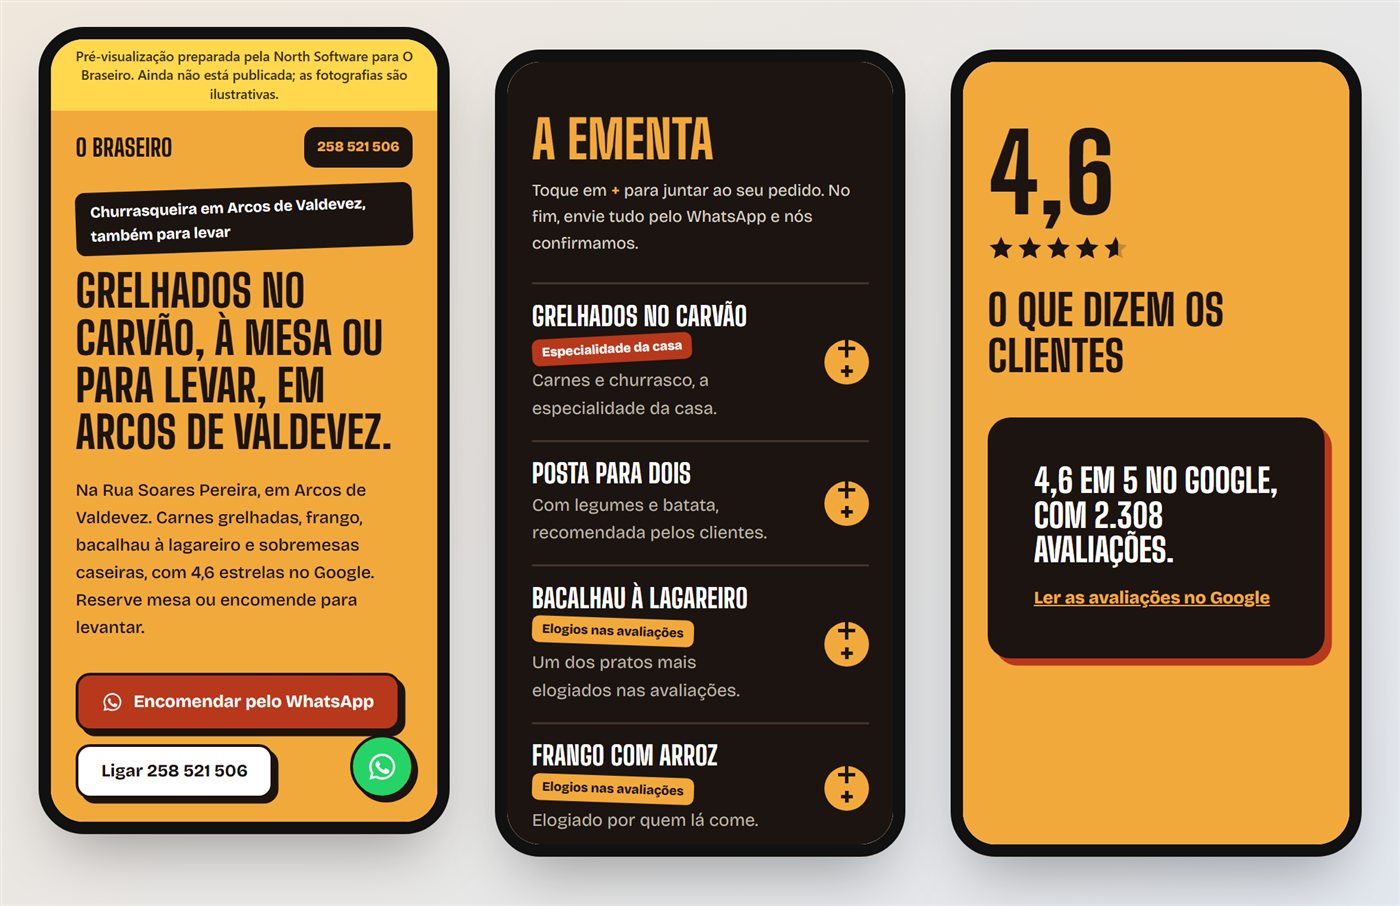 Pré-visualização preparada pela North Software para O
Braseiro. Ainda não está publicada; as fotografias são
ilustrativas.
O BRASEIRO
258 521 506
Churrasqueira em Arcos de Valdevez,
também para levar
GRELHADOS NO
CARVÃO, À MESA OU
PARA LEVAR, EM
ARCOS DE VALDEVEZ.
Na Rua Soares Pereira, em Arcos de
Valdevez. Carnes grelhadas, frango,
bacalhau à lagareiro e sobremesas
caseiras, com 4,6 estrelas no Google.
Reserve mesa ou encomende para
levantar.
Encomendar pelo WhatsApp
Ligar 258 521 506
A EMENTA
Toque em + para juntar ao seu pedido. No
fim, envie tudo pelo WhatsApp e nós
confirmamos.
GRELHADOS NO CARVÃO
Especialidade da casa
Carnes e churrasco, a
especialidade da casa.
+
+
POSTA PARA DOIS
Com legumes e batata,
recomendada pelos clientes.
+
+
BACALHAU À LAGAREIRO
Elogios nas avaliações
Um dos pratos mais
elogiados nas avaliações.
+
+
FRANGO COM ARROZ
Elogios nas avaliações
Elogiado por quem lá come.
+
+
4,6
O QUE DIZEM OS
CLIENTES
4,6 EM 5 NO GOOGLE,
COM 2.308
AVALIAÇÕES.
Ler as avaliações no Google